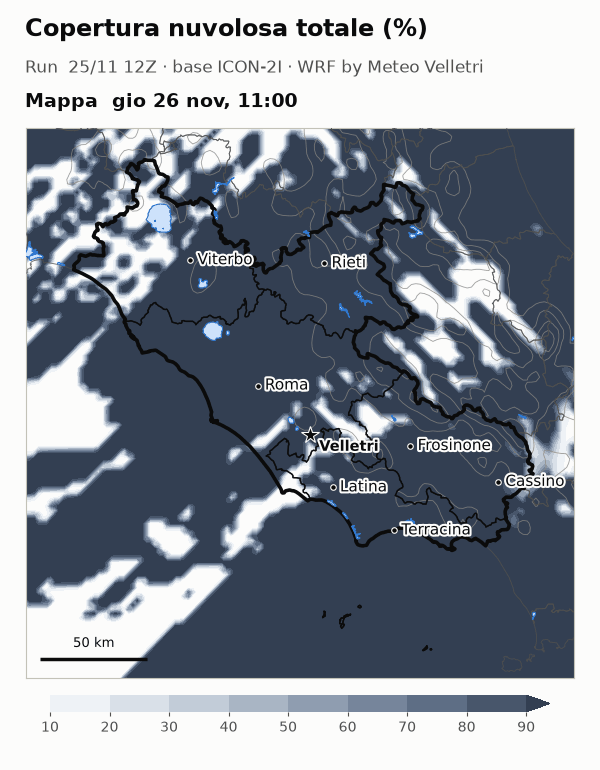 Copertura nuvolosa totale (%)
Run 25/11 12Z · base ICON-2I · WRF by Meteo Velletri
Mappa gio 26 nov, 11:00
Viterbo
Rieti
Roma
Velletri
Frosinone
Cassino
Latina
Terracina
50 km
10 20 30 40 50 60 70 80 90